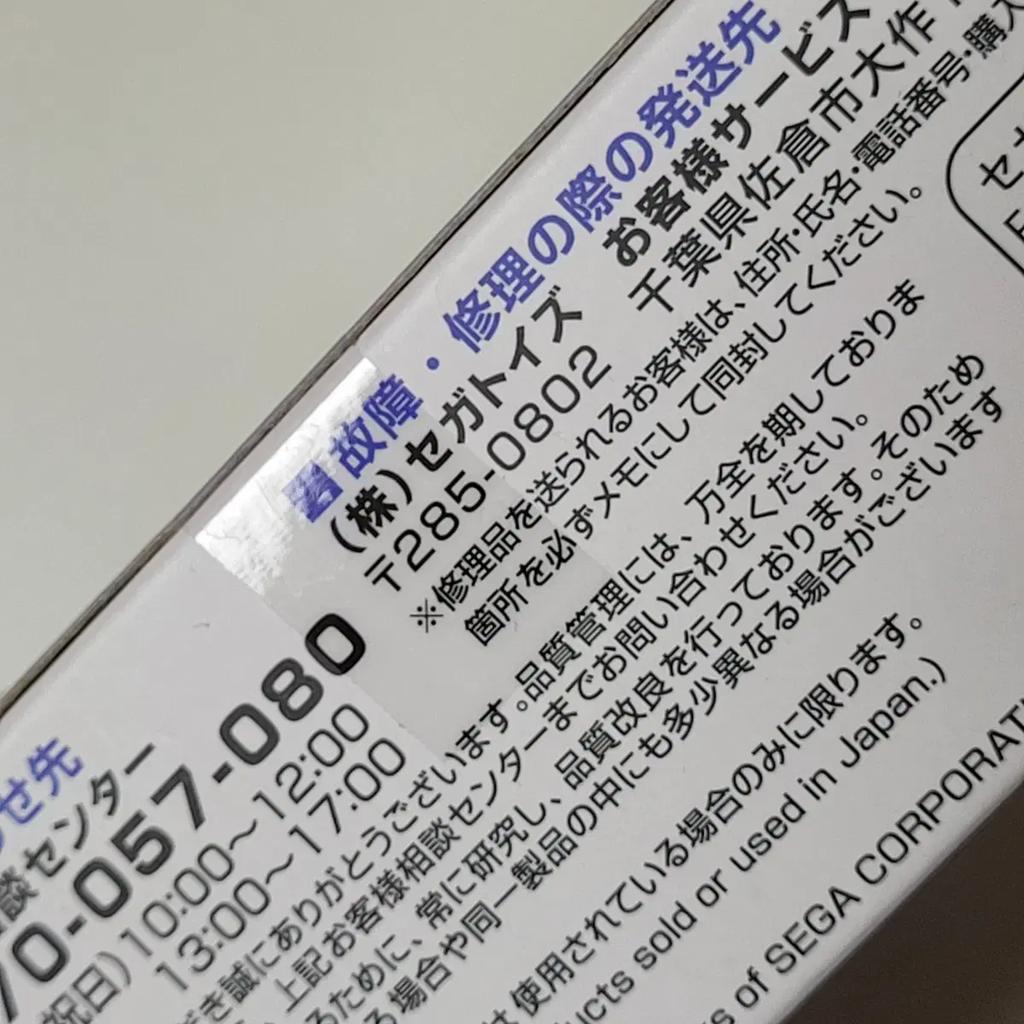 故障・修理の際の発送先
(株)セガトイズ お客様サービス
〒285-0802 千葉県佐倉市大作
※修理品を送られるお客様は、住所・氏名・電話番号・購入
箇所を必ずメモにして同封してください。
セガ
せ先
談センター
70-057-080
祝日)10:00〜12:00
13:00〜17:00
き誠にありがとうございます。品質管理には、万全を期しておりま
上記お客様相談センターまでお問い合わせください。
るために、常に研究し、品質改良を行っております。そのため
場合や同一製品の中にも多少異なる場合がございます
使用されている場合のみに限ります。
ucts sold or used in Japan.)
s of SEGA CORPORATI